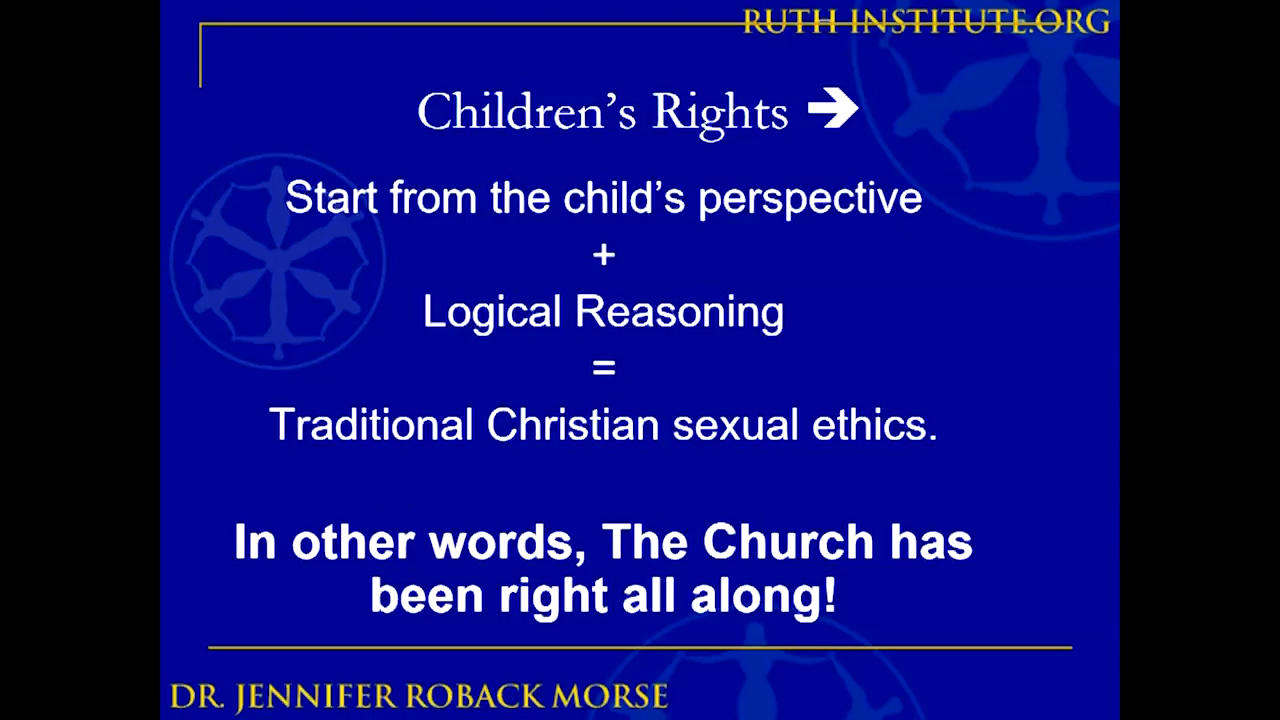 RUTH INSTITUTE.ORG
Children's Rights →
Start from the child's perspective
+
Logical Reasoning
=
Traditional Christian sexual ethics.
In other words, The Church has
been right all along!
DR. JENNIFER ROBACK MORSE